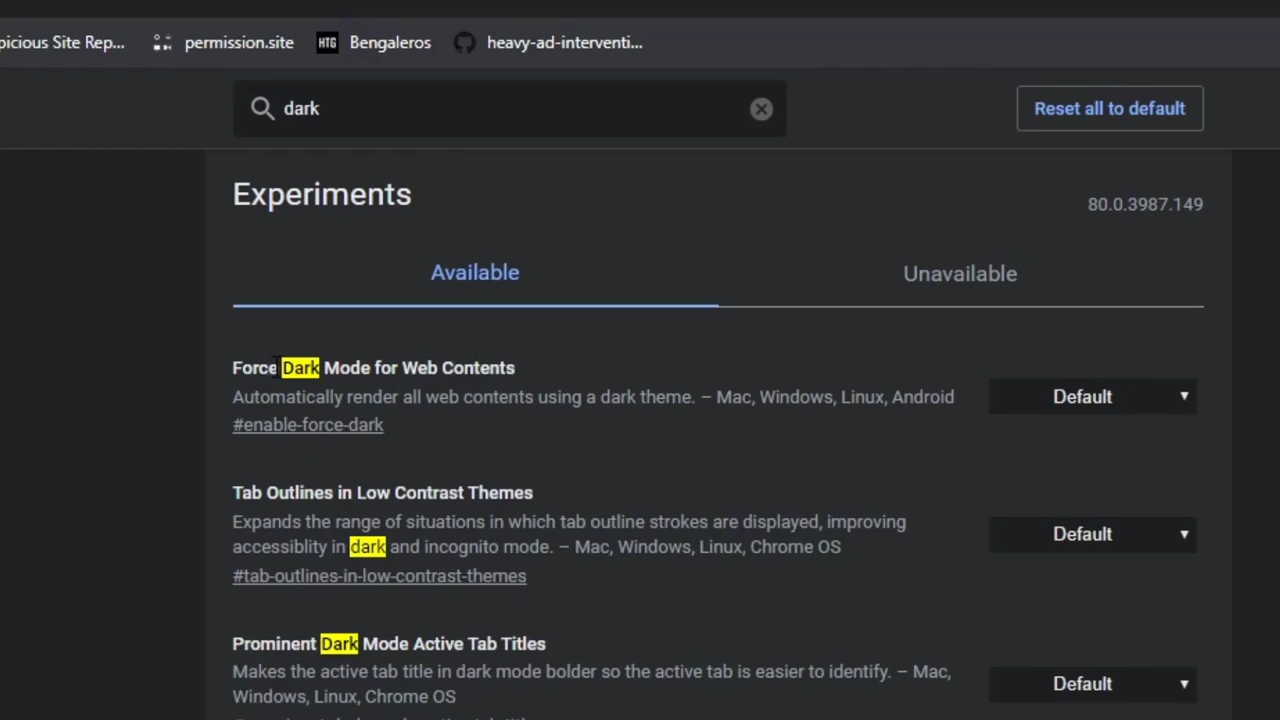 picious Site Rep... permission.site HTG Bengaleros heavy-ad-interventi...
dark Reset all to default
Experiments 80.0.3987.149
Available Unavailable
Force Dark Mode for Web Contents
Automatically render all web contents using a dark theme. – Mac, Windows, Linux, Android Default
#enable-force-dark
Tab Outlines in Low Contrast Themes
Expands the range of situations in which tab outline strokes are displayed, improving
accessiblity in dark and incognito mode. – Mac, Windows, Linux, Chrome OS Default
#tab-outlines-in-low-contrast-themes
Prominent Dark Mode Active Tab Titles
Makes the active tab title in dark mode bolder so the active tab is easier to identify. – Mac, Default
Windows, Linux, Chrome OS